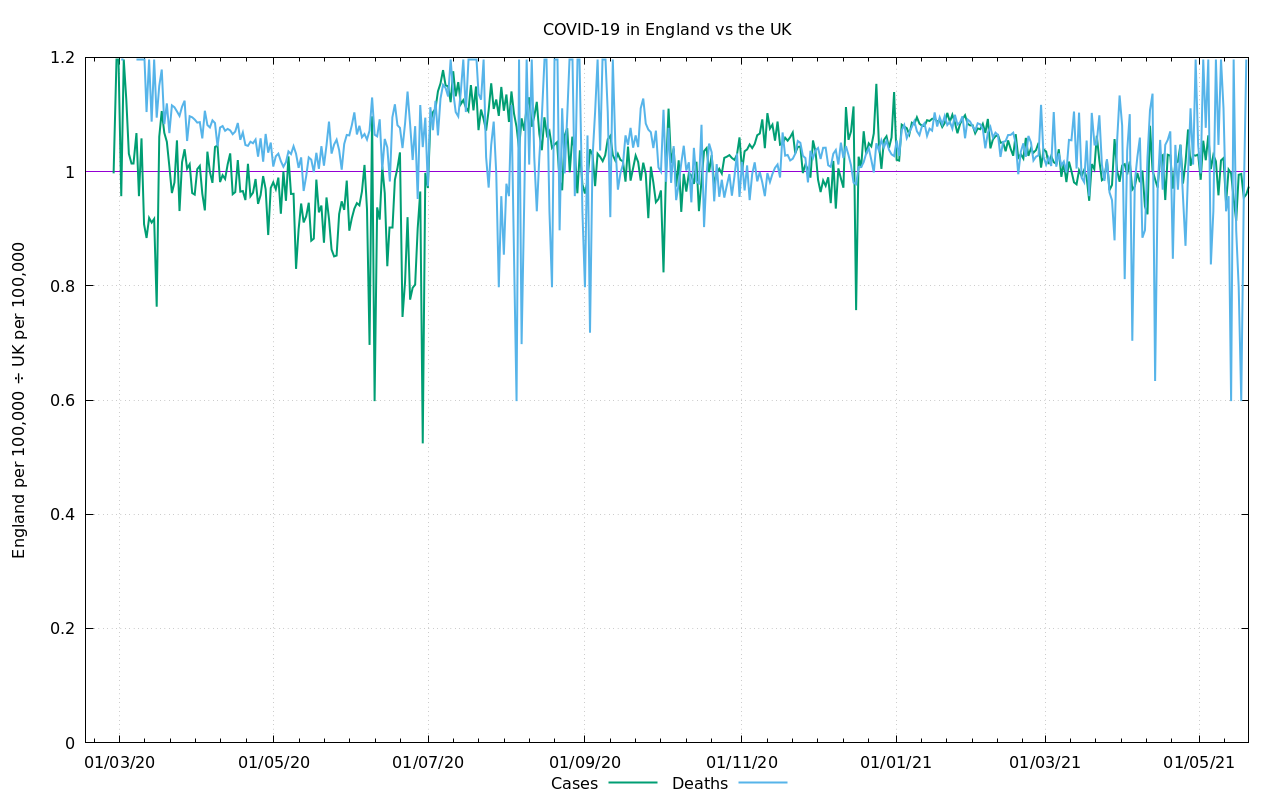 COVID-19 in England vs the UK
England per 100,000 ÷ UK per 100,000
1.2
1
0.8
0.6
0.4
0.2
0
01/03/20 01/05/20 01/07/20 01/09/20 01/11/20 01/01/21 01/03/21 01/05/21
Cases Deaths